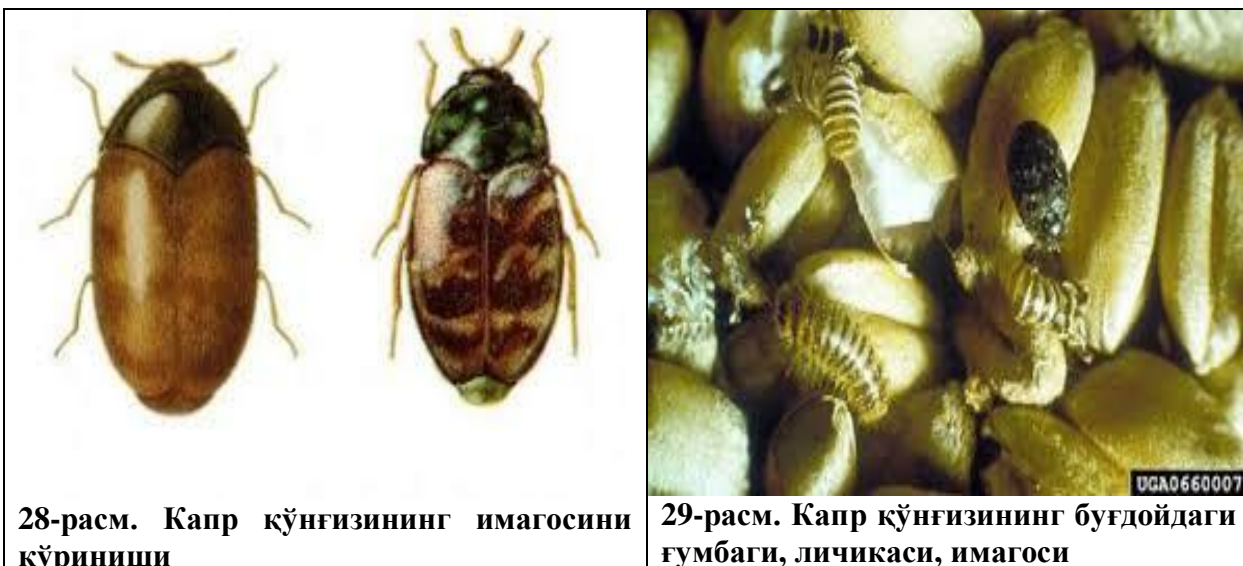 28-расм. Капр қўнғизининг имагосини
кўриниши
29-расм. Капр қўнғизининг буғдойдаги
ғумбаги, личикаси, имагоси
UGA0660007